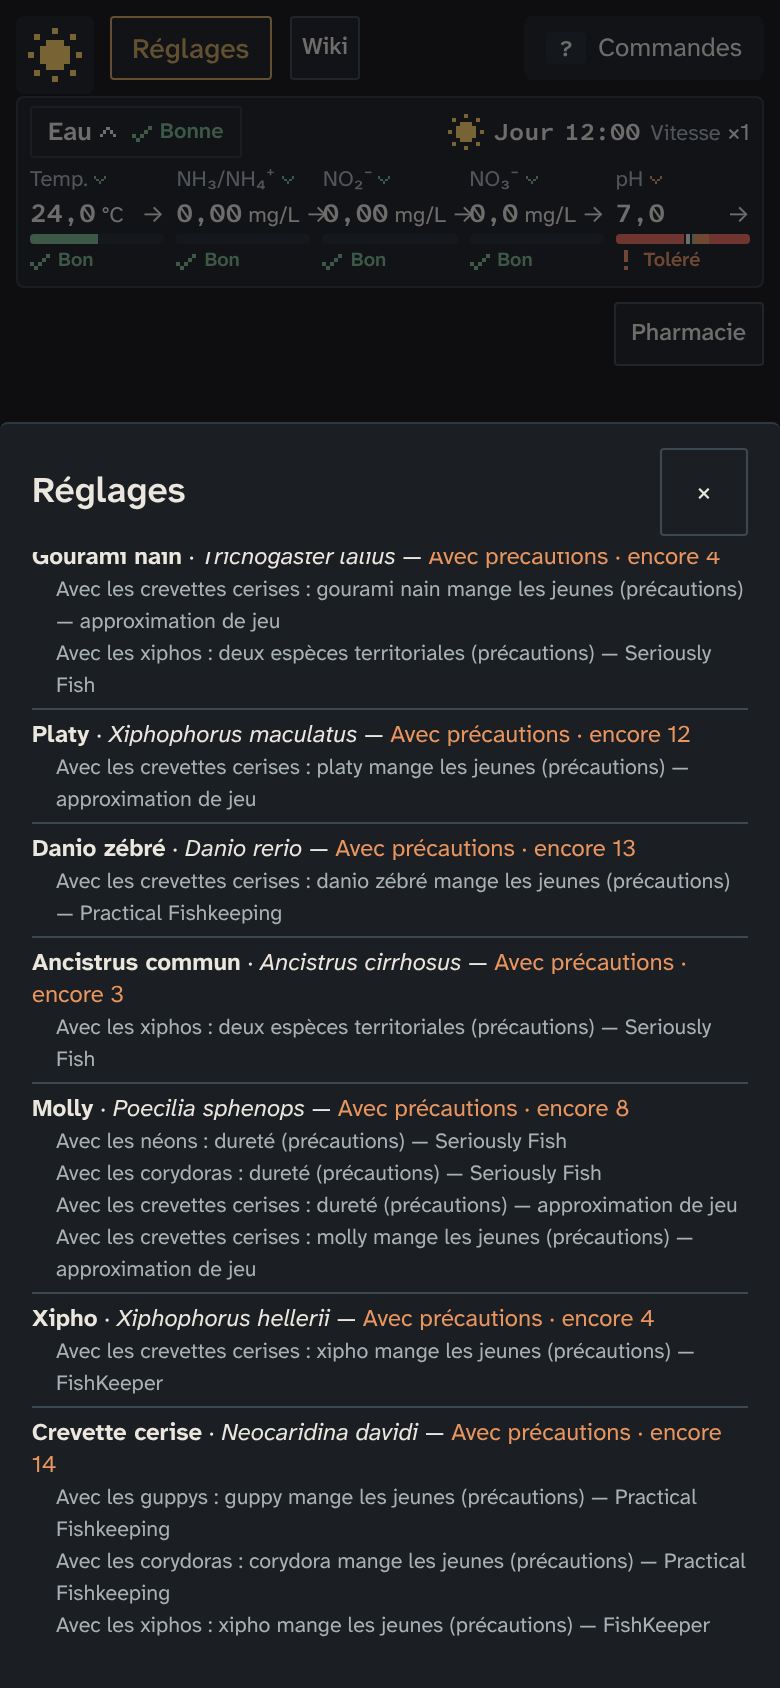 Réglages
Wiki
? Commandes
Eau Bonne
Jour 12:00 Vitesse ×1
Temp. NH₃/NH₄⁺ NO₂⁻ NO₃⁻ pH
24,0 °C → 0,00 mg/L → 0,00 mg/L → 0,0 mg/L → 7,0 →
Bon Bon Bon Bon ! Toléré
Pharmacie
Réglages ×
Gourami nain · Trichogaster lalius — Avec précautions · encore 4
Avec les crevettes cerises : gourami nain mange les jeunes (précautions)
— approximation de jeu
Avec les xiphos : deux espèces territoriales (précautions) — Seriously
Fish
Platy · Xiphophorus maculatus — Avec précautions · encore 12
Avec les crevettes cerises : platy mange les jeunes (précautions) —
approximation de jeu
Danio zébré · Danio rerio — Avec précautions · encore 13
Avec les crevettes cerises : danio zébré mange les jeunes (précautions)
— Practical Fishkeeping
Ancistrus commun · Ancistrus cirrhosus — Avec précautions ·
encore 3
Avec les xiphos : deux espèces territoriales (précautions) — Seriously
Fish
Molly · Poecilia sphenops — Avec précautions · encore 8
Avec les néons : dureté (précautions) — Seriously Fish
Avec les corydoras : dureté (précautions) — Seriously Fish
Avec les crevettes cerises : dureté (précautions) — approximation de jeu
Avec les crevettes cerises : molly mange les jeunes (précautions) —
approximation de jeu
Xipho · Xiphophorus hellerii — Avec précautions · encore 4
Avec les crevettes cerises : xipho mange les jeunes (précautions) —
FishKeeper
Crevette cerise · Neocaridina davidi — Avec précautions · encore
14
Avec les guppys : guppy mange les jeunes (précautions) — Practical
Fishkeeping
Avec les corydoras : corydora mange les jeunes (précautions) — Practical
Fishkeeping
Avec les xiphos : xipho mange les jeunes (précautions) — FishKeeper